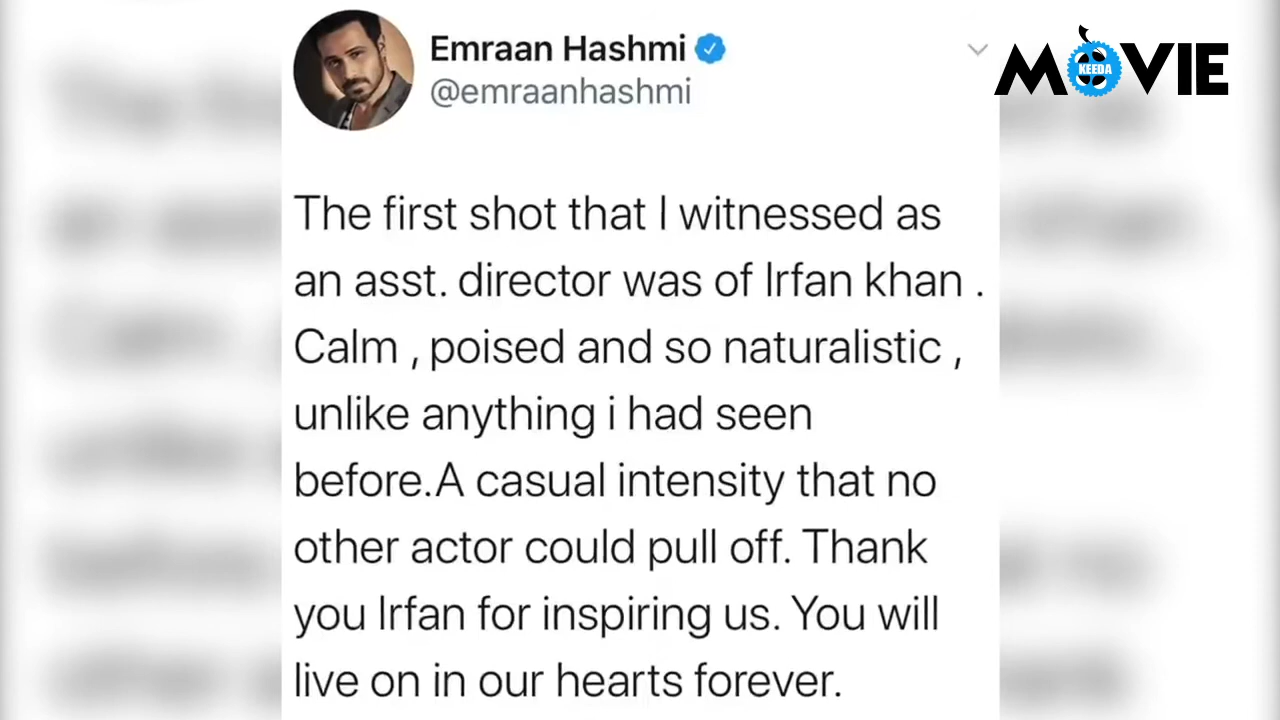 Emraan Hashmi
@emraanhashmi
MOVIE
KEEDA
The first shot that I witnessed as
an asst. director was of Irfan khan .
Calm , poised and so naturalistic ,
unlike anything i had seen
before.A casual intensity that no
other actor could pull off. Thank
you Irfan for inspiring us. You will
live on in our hearts forever.